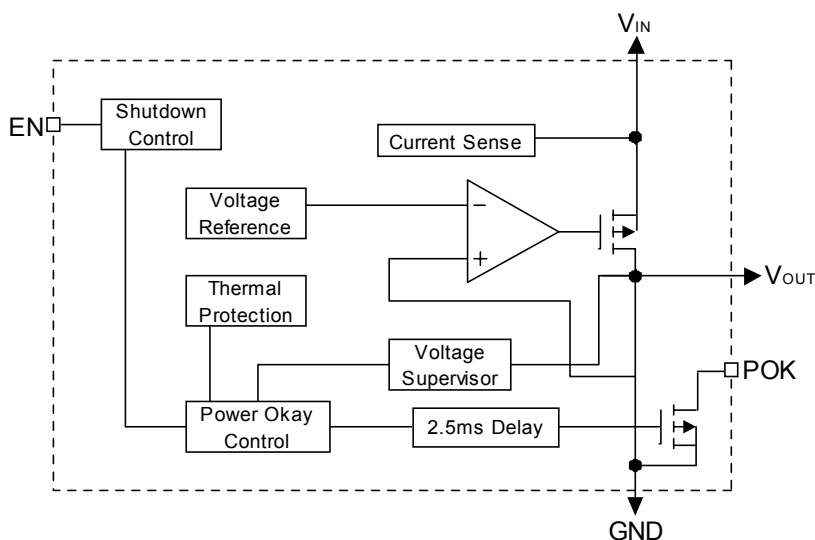 VIN
EN
Shutdown
Control
Current Sense
Voltage
Reference
−
+
VOUT
Thermal
Protection
Voltage
Supervisor
POK
Power Okay
Control
2.5ms Delay
GND